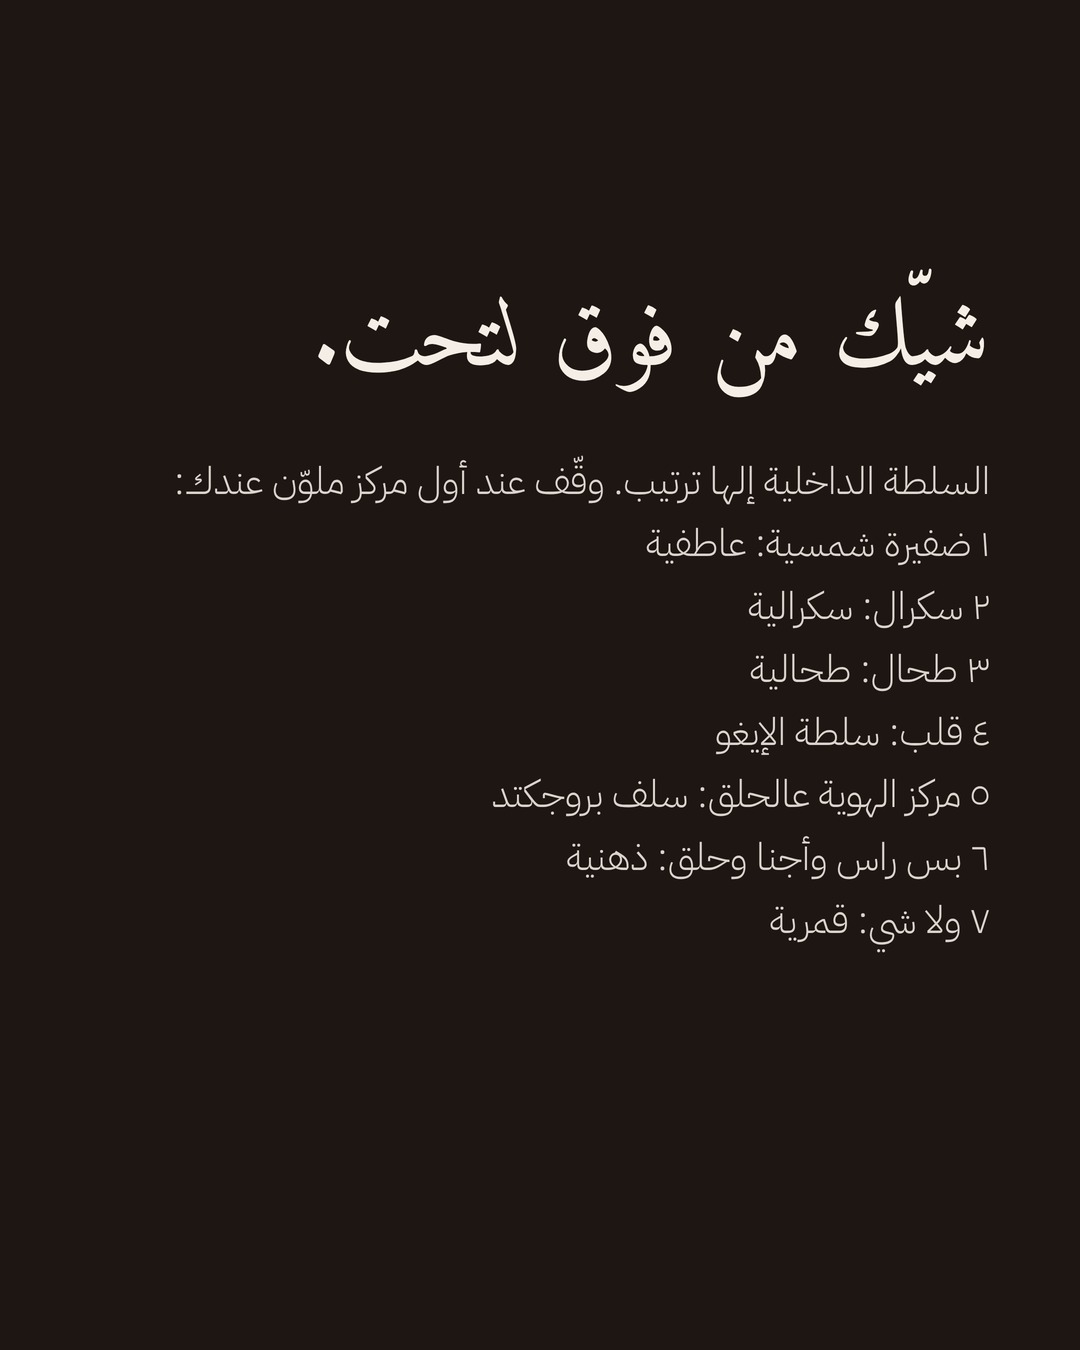 شيّك من فوق لتحت.
السلطة الداخلية إلها ترتيب. وقّف عند أول مركز ملوّن عندك:
١ ضفيرة شمسية: عاطفية
٢ سكرال: سكرالية
٣ طحال: طحالية
٤ قلب: سلطة الإيغو
٥ مركز الهوية عالحلق: سلف بروجكتد
٦ بس راس وأجنا وحلق: ذهنية
٧ ولا شي: قمرية